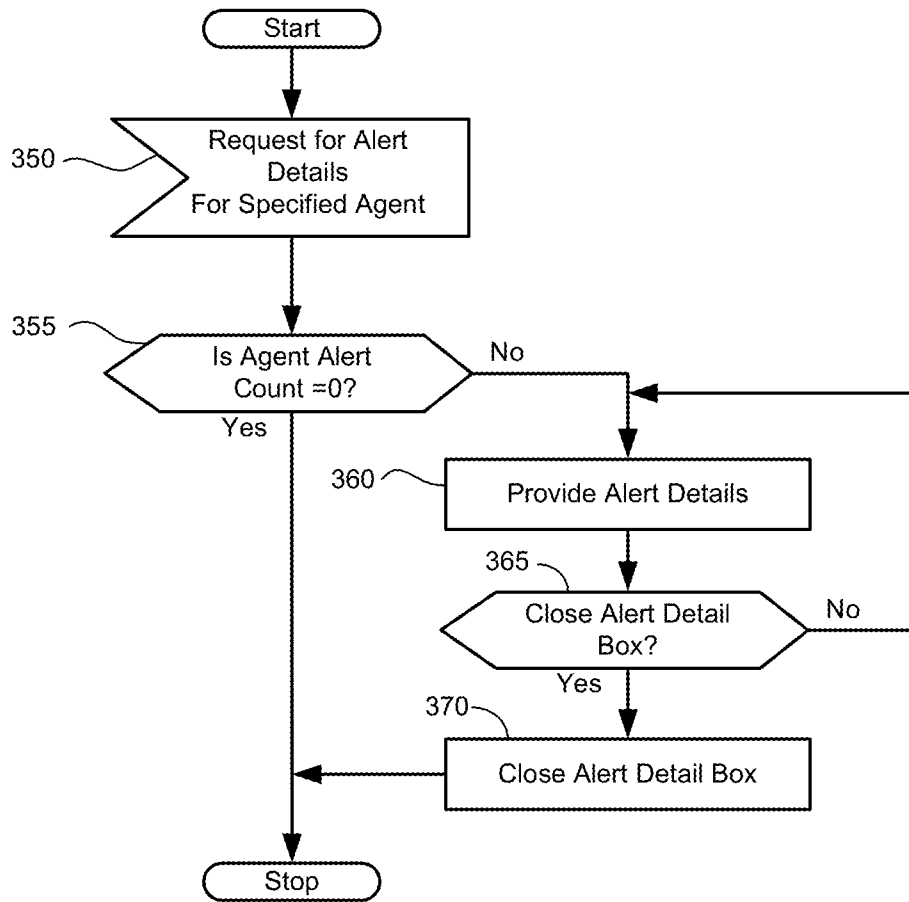 Start
350
Request for Alert
Details
For Specified Agent
355
Is Agent Alert
Count =0?
No
Yes
360
Provide Alert Details
365
Close Alert Detail
Box?
No
Yes
370
Close Alert Detail Box
Stop